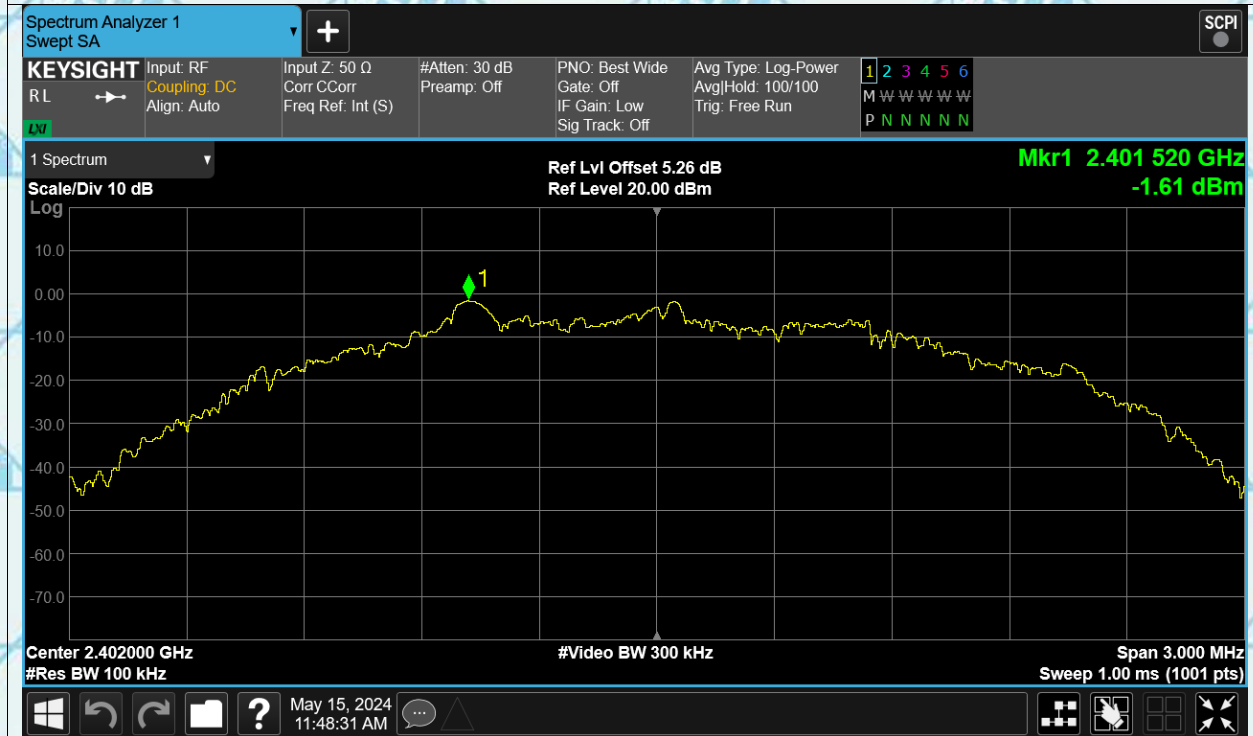 Spectrum Analyzer 1
Swept SA
SCPI
KEYSIGHT
RL
LXI
Input: RF
Coupling: DC
Align: Auto
Input Z: 50 Ω
Corr CCorr
Freq Ref: Int (S)
#Atten: 30 dB
Preamp: Off
PNO: Best Wide
Gate: Off
IF Gain: Low
Sig Track: Off
Avg Type: Log-Power
Avg|Hold: 100/100
Trig: Free Run
1 2 3 4 5 6
M W W W W W
P N N N N N
1 Spectrum
Scale/Div 10 dB
Log
Ref Lvl Offset 5.26 dB
Ref Level 20.00 dBm
Mkr1 2.401 520 GHz
-1.61 dBm
1
10.0
0.00
-10.0
-20.0
-30.0
-40.0
-50.0
-60.0
-70.0
Center 2.402000 GHz
#Res BW 100 kHz
#Video BW 300 kHz
Span 3.000 MHz
Sweep 1.00 ms (1001 pts)
?
May 15, 2024
11:48:31 AM